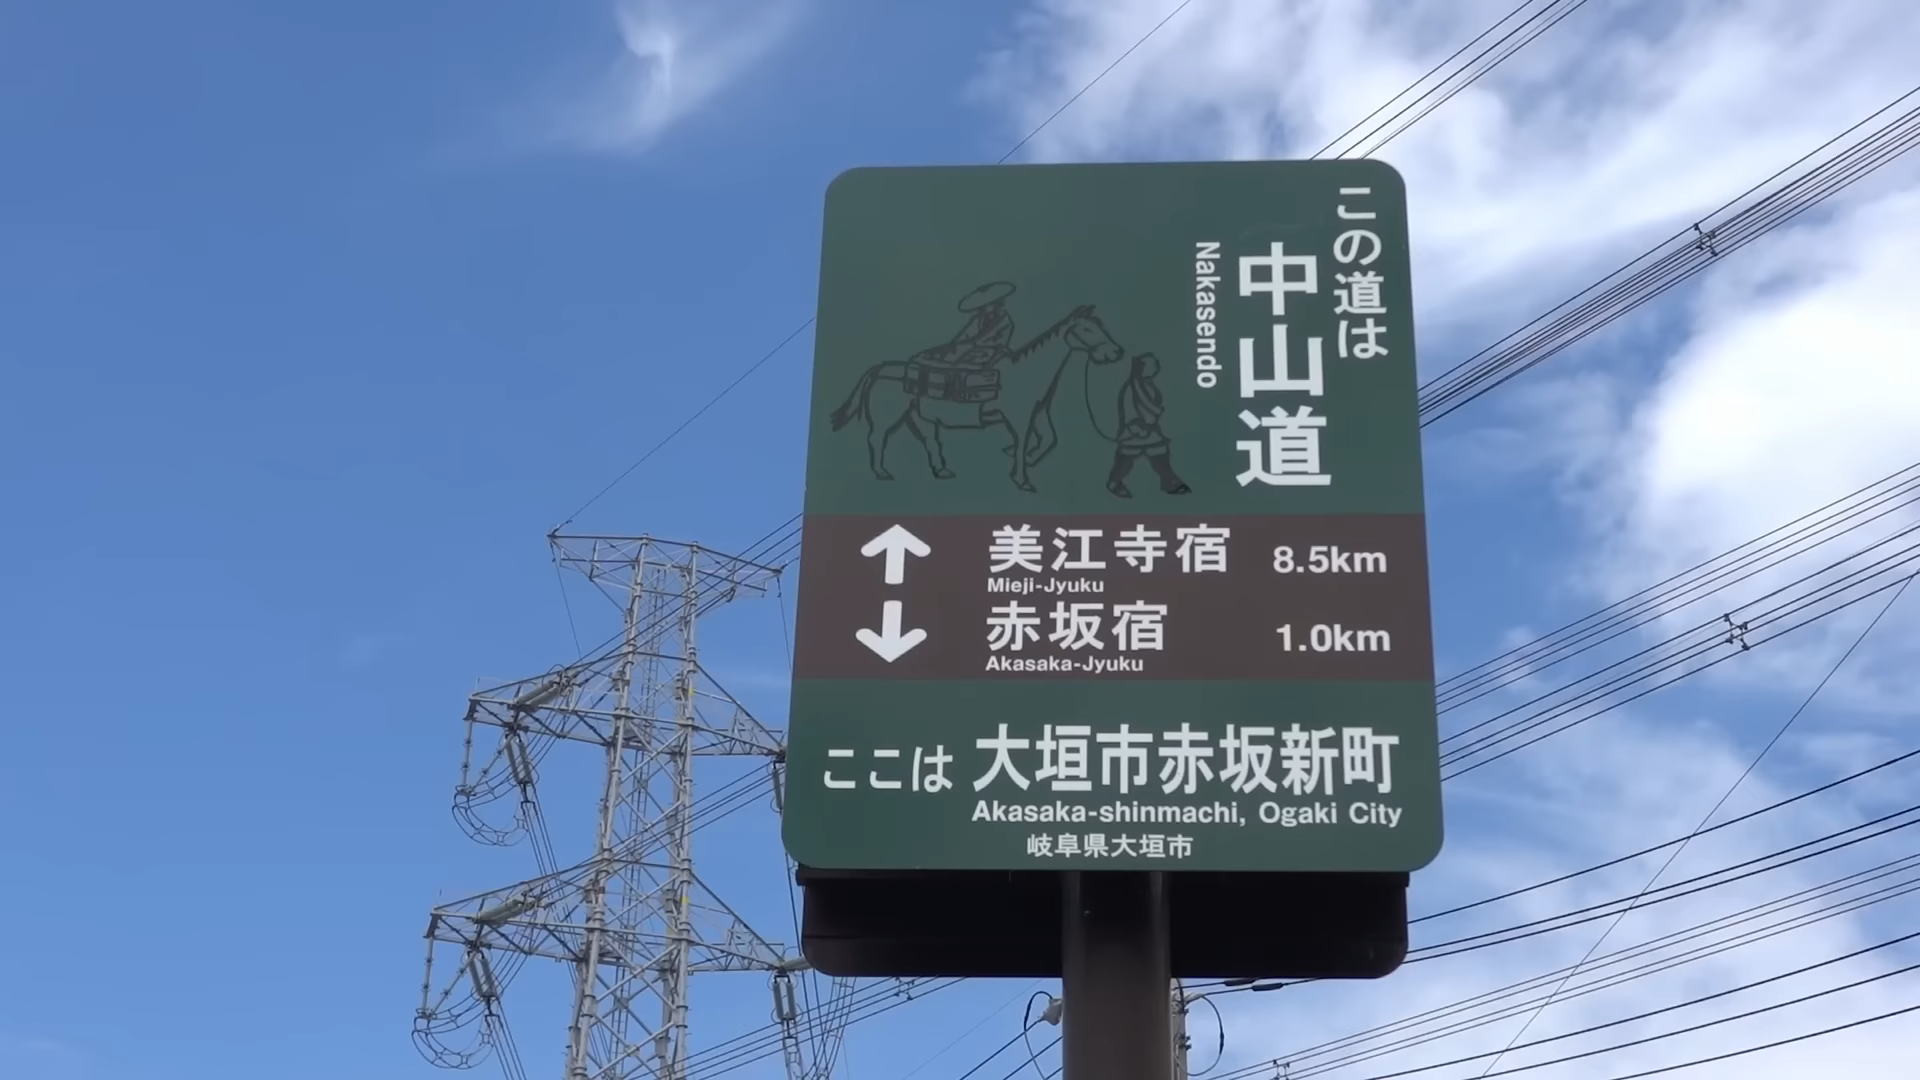 この道は
中山道
Nakasendo
美江寺宿 8.5km
Mieji-Jyuku
赤坂宿 1.0km
Akasaka-Jyuku
ここは 大垣市赤坂新町
Akasaka-shinmachi, Ogaki City
岐阜県大垣市